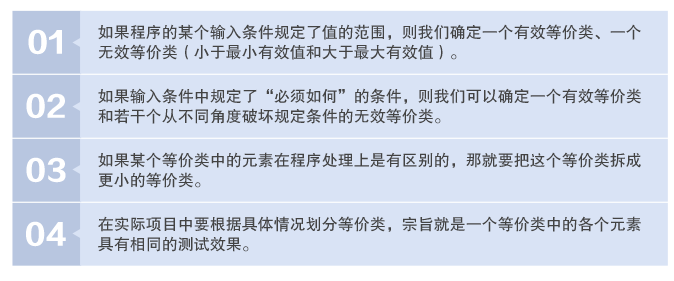 01
如果程序的某个输入条件规定了值的范围，则我们确定一个有效等价类、一个
无效等价类（小于最小有效值和大于最大有效值）。
02
如果输入条件中规定了“必须如何”的条件，则我们可以确定一个有效等价类
和若干个从不同角度破坏规定条件的无效等价类。
03
如果某个等价类中的元素在程序处理上是有区别的，那就要把这个等价类拆成
更小的等价类。
04
在实际项目中要根据具体情况划分等价类，宗旨就是一个等价类中的各个元素
具有相同的测试效果。